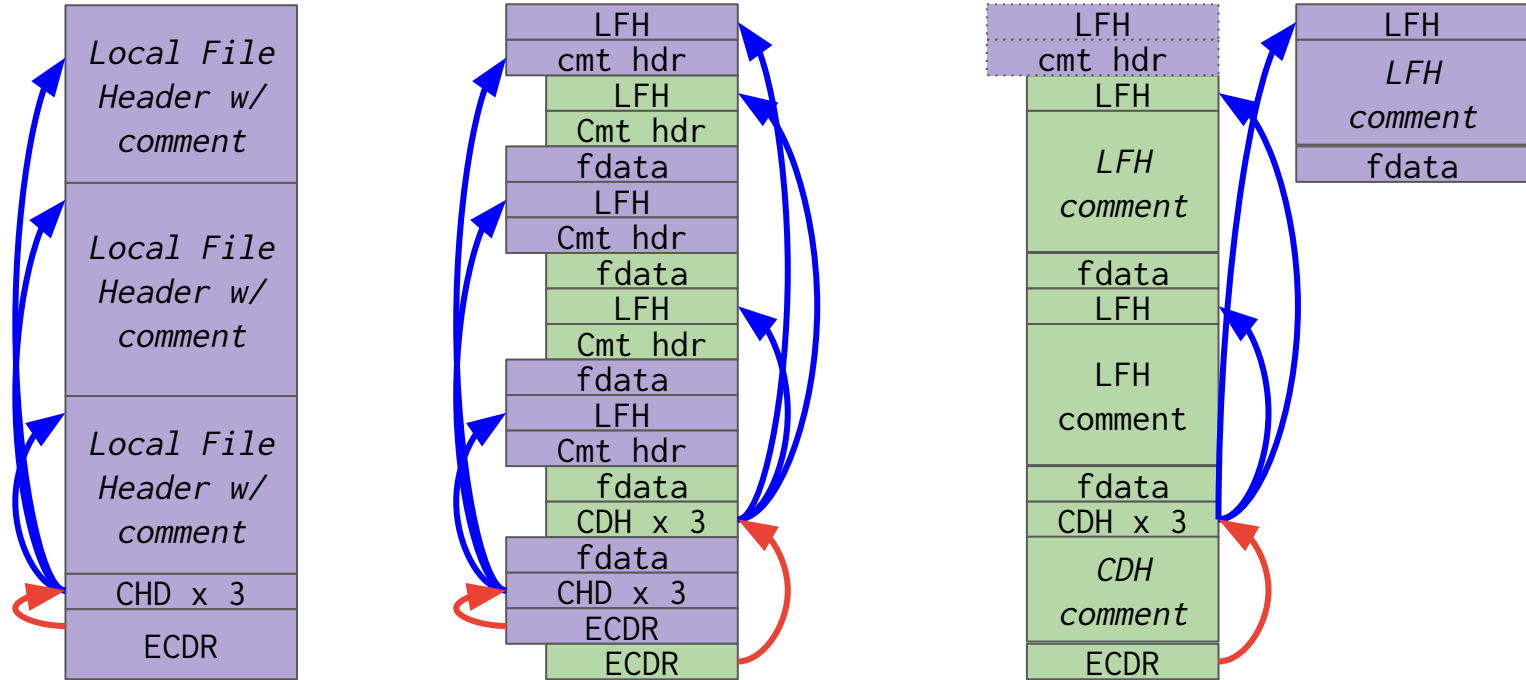 Local File
Header w/
comment
Local File
Header w/
comment
Local File
Header w/
comment
CHD x 3
ECDR
LFH
cmt hdr
LFH
Cmt hdr
fdata
LFH
Cmt hdr
fdata
LFH
Cmt hdr
fdata
LFH
Cmt hdr
fdata
CDH x 3
fdata
CHD x 3
ECDR
ECDR
LFH
cmt hdr
LFH
LFH
comment
fdata
LFH
LFH
comment
fdata
CDH x 3
CDH
comment
ECDR
LFH
LFH
comment
fdata